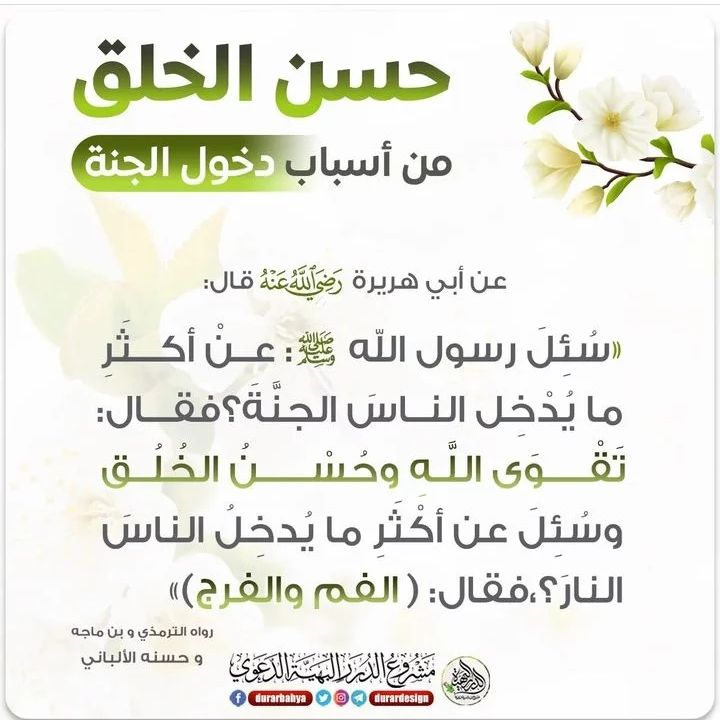 حسن الخلق
من أسباب دخول الجنة
عن أبي هريرة رَضِيَ اللَّهُ عَنْهُ قال:
«سُئِلَ رسول الله ﷺ : عـنْ أكـثَرِ
ما يُدْخِل النـاسَ الجنَّةَ؟فقـال:
تَقْـوَى اللَّـهِ وحُسْـنُ الخُلُـق
وسُئِلَ عن أكْثَرِ ما يُدخِلُ الناسَ
النارَ؟،فقال: ( الفم والفرج)»
رواه الترمذي و بن ماجه
و حسنه الألباني
مشروع الدرر البهية الدعوي
durarbahya durardesign